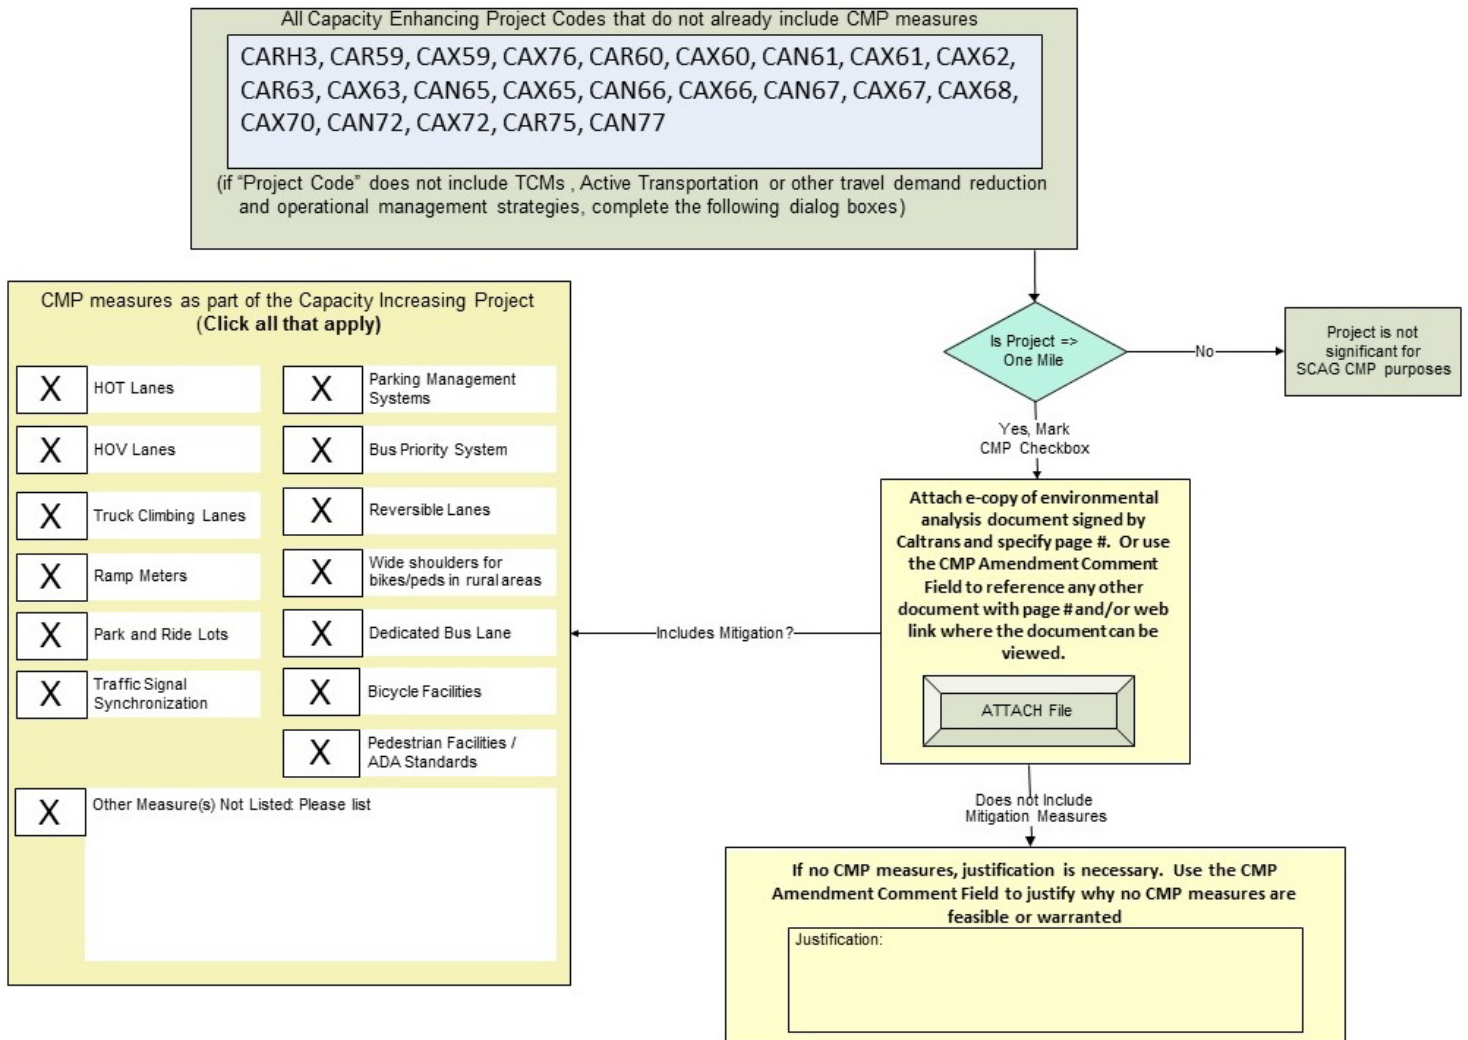 All Capacity Enhancing Project Codes that do not already include CMP measures
CARH3, CAR59, CAX59, CAX76, CAR60, CAX60, CAN61, CAX61, CAX62,
CAR63, CAX63, CAN65, CAX65, CAN66, CAX66, CAN67, CAX67, CAX68,
CAX70, CAN72, CAX72, CAR75, CAN77
(if "Project Code" does not include TCMs , Active Transportation or other travel demand reduction
and operational management strategies, complete the following dialog boxes)
Is Project =>
One Mile
No
Project is not
significant for
SCAG CMP purposes
Yes, Mark
CMP Checkbox
Attach e-copy of environmental
analysis document signed by
Caltrans and specify page #. Or use
the CMP Amendment Comment
Field to reference any other
document with page # and/or web
link where the document can be
viewed.
ATTACH File
Includes Mitigation?
CMP measures as part of the Capacity Increasing Project
(Click all that apply)
X HOT Lanes
X HOV Lanes
X Truck Climbing Lanes
X Ramp Meters
X Park and Ride Lots
X Traffic Signal
Synchronization
X Parking Management
Systems
X Bus Priority System
X Reversible Lanes
X Wide shoulders for
bikes/peds in rural areas
X Dedicated Bus Lane
X Bicycle Facilities
X Pedestrian Facilities /
ADA Standards
X Other Measure(s) Not Listed: Please list
Does not Include
Mitigation Measures
If no CMP measures, justification is necessary. Use the CMP
Amendment Comment Field to justify why no CMP measures are
feasible or warranted
Justification: